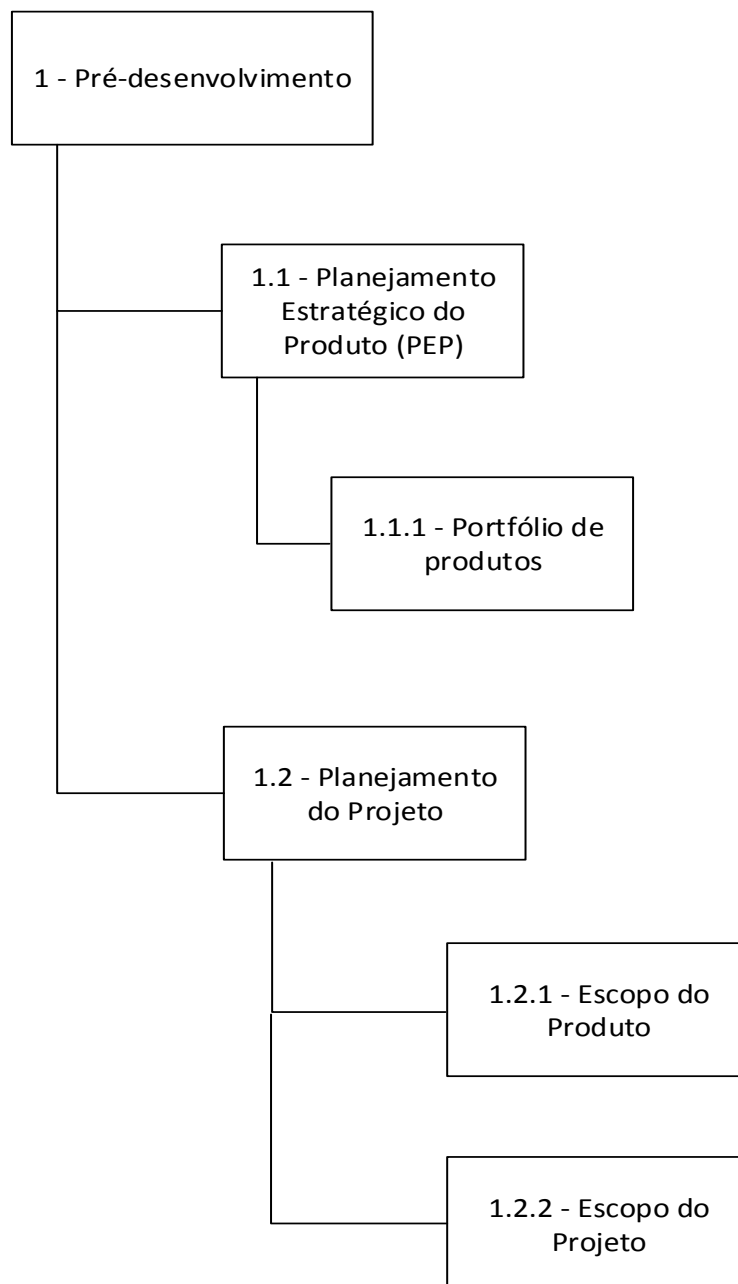 1 - Pré-desenvolvimento
1.1 - Planejamento
Estratégico do
Produto (PEP)
1.1.1 - Portfólio de
produtos
1.2 - Planejamento
do Projeto
1.2.1 - Escopo do
Produto
1.2.2 - Escopo do
Projeto